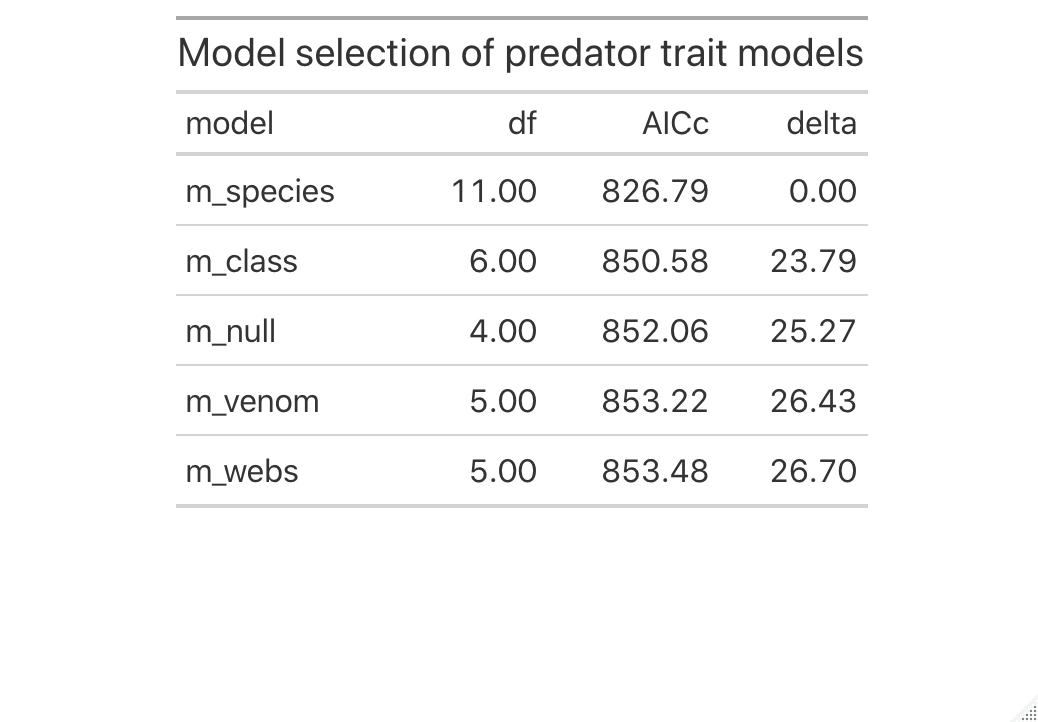 Model selection of predator trait models
model df AICc delta
m_species 11.00 826.79 0.00
m_class 6.00 850.58 23.79
m_null 4.00 852.06 25.27
m_venom 5.00 853.22 26.43
m_webs 5.00 853.48 26.70